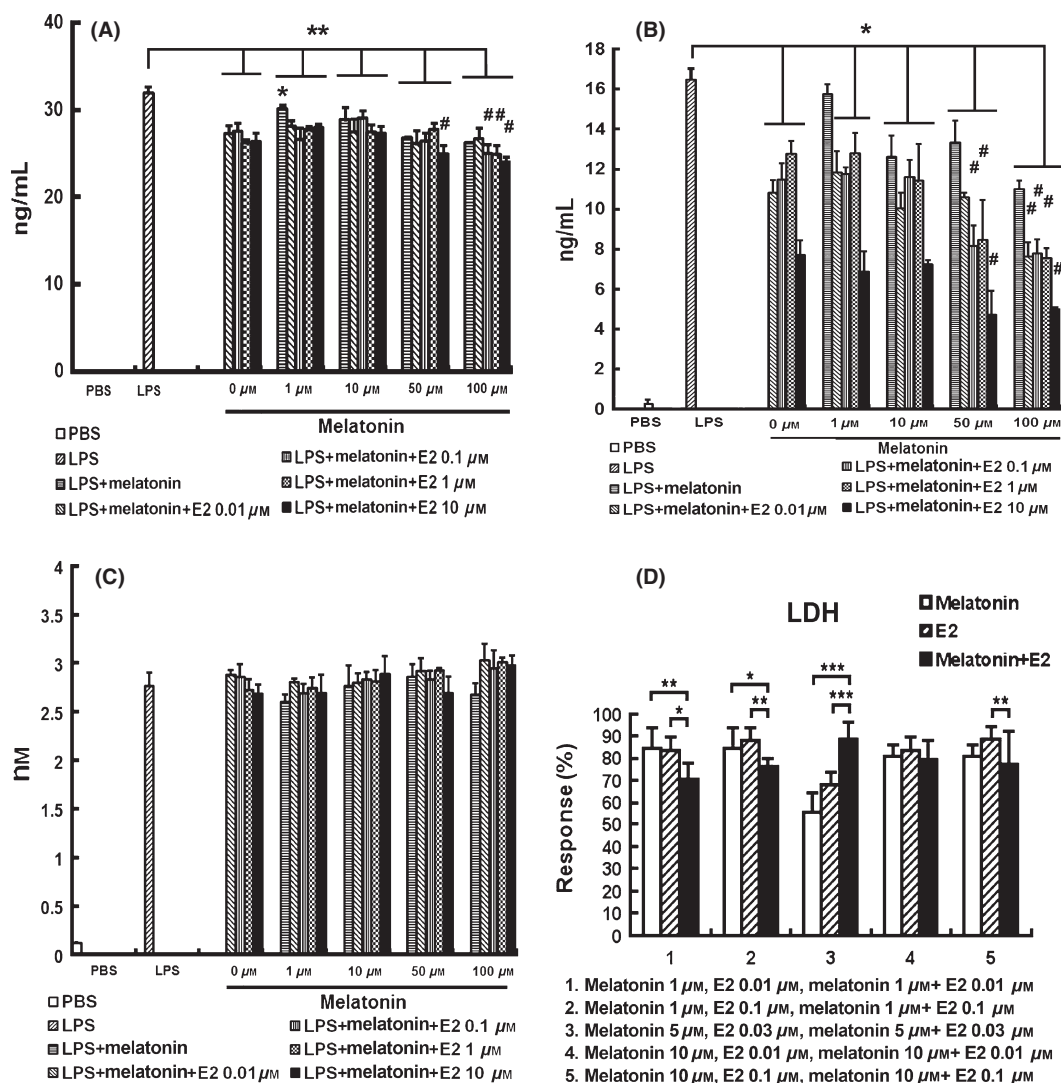 (A)
40
30
20
10
0
ng/mL
**
*
#
##
#
PBS LPS 0 µM 1 µM 10 µM 50 µM 100 µM
Melatonin
PBS
LPS
LPS+melatonin
LPS+melatonin+E2 0.01 µM
LPS+melatonin+E2 0.1 µM
LPS+melatonin+E2 1 µM
LPS+melatonin+E2 10 µM
(B)
18
16
14
12
10
8
6
4
2
0
ng/mL
*
#
#
#
#
#
#
#
PBS LPS 0 µM 1 µM 10 µM 50 µM 100 µM
Melatonin
PBS
LPS
LPS+melatonin
LPS+melatonin+E2 0.01 µM
LPS+melatonin+E2 0.1 µM
LPS+melatonin+E2 1 µM
LPS+melatonin+E2 10 µM
(C)
4
3.5
3
2.5
2
1.5
1
0.5
0
nM
PBS LPS 0 µM 1 µM 10 µM 50 µM 100 µM
Melatonin
PBS
LPS
LPS+melatonin
LPS+melatonin+E2 0.01 µM
LPS+melatonin+E2 0.1 µM
LPS+melatonin+E2 1 µM
LPS+melatonin+E2 10 µM
(D)
LDH
Melatonin
E2
Melatonin+E2
** * * ** *** *** **
100
90
80
70
60
50
40
30
20
10
0
Response (%)
1 2 3 4 5
1. Melatonin 1 µM, E2 0.01 µM, melatonin 1 µM+ E2 0.01 µM
2. Melatonin 1 µM, E2 0.1 µM, melatonin 1 µM+ E2 0.1 µM
3. Melatonin 5 µM, E2 0.03 µM, melatonin 5 µM+ E2 0.03 µM
4. Melatonin 10 µM, E2 0.01 µM, melatonin 10 µM+ E2 0.01 µM
5. Melatonin 10 µM, E2 0.1 µM, melatonin 10 µM+ E2 0.1 µM